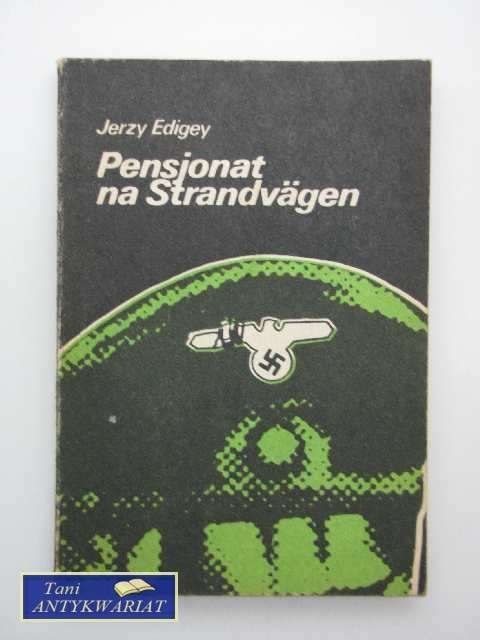 Jerzy Edigey
Pensjonat
na Strandvägen
Tani
ANTYKWARIAT